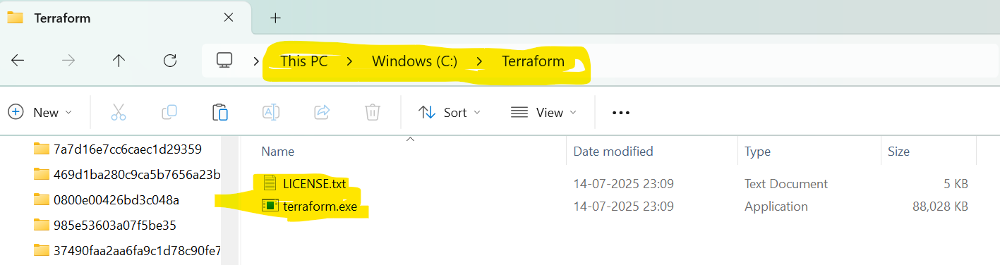 Terraform
This PC > Windows (C:) > Terraform
New
Sort
View
Name Date modified Type Size
7a7d16e7cc6caec1d29359
469d1ba280c9ca5b7656a23b
0800e00426bd3c048a
985e53603a07f5be35
37490faa2aa6fa9c1d78c90fe7
LICENSE.txt 14-07-2025 23:09 Text Document 5 KB
terraform.exe 14-07-2025 23:09 Application 88,028 KB